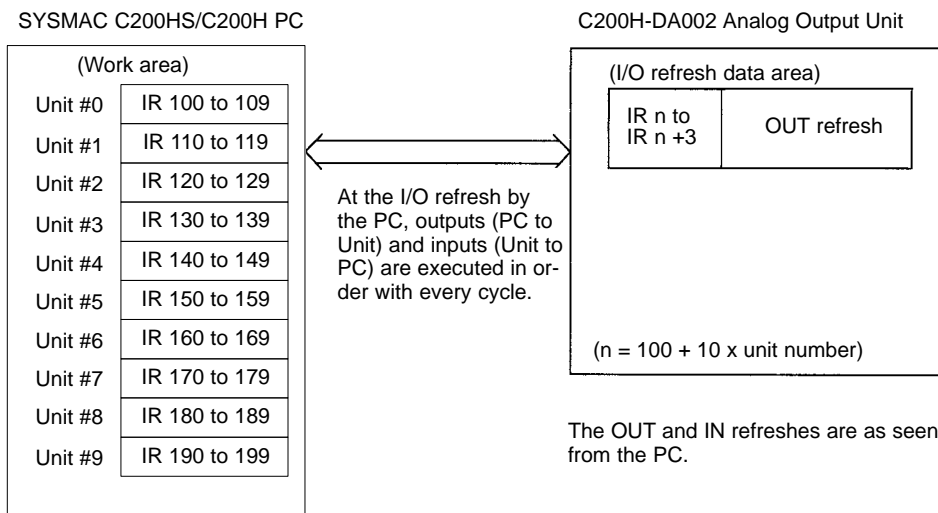 SYSMAC C200HS/C200H PC
(Work area)
Unit #0 IR 100 to 109
Unit #1 IR 110 to 119
Unit #2 IR 120 to 129
Unit #3 IR 130 to 139
Unit #4 IR 140 to 149
Unit #5 IR 150 to 159
Unit #6 IR 160 to 169
Unit #7 IR 170 to 179
Unit #8 IR 180 to 189
Unit #9 IR 190 to 199
At the I/O refresh by
the PC, outputs (PC to
Unit) and inputs (Unit to
PC) are executed in or-
der with every cycle.
C200H-DA002 Analog Output Unit
(I/O refresh data area)
IR n to
IR n +3
OUT refresh
(n = 100 + 10 x unit number)
The OUT and IN refreshes are as seen
from the PC.